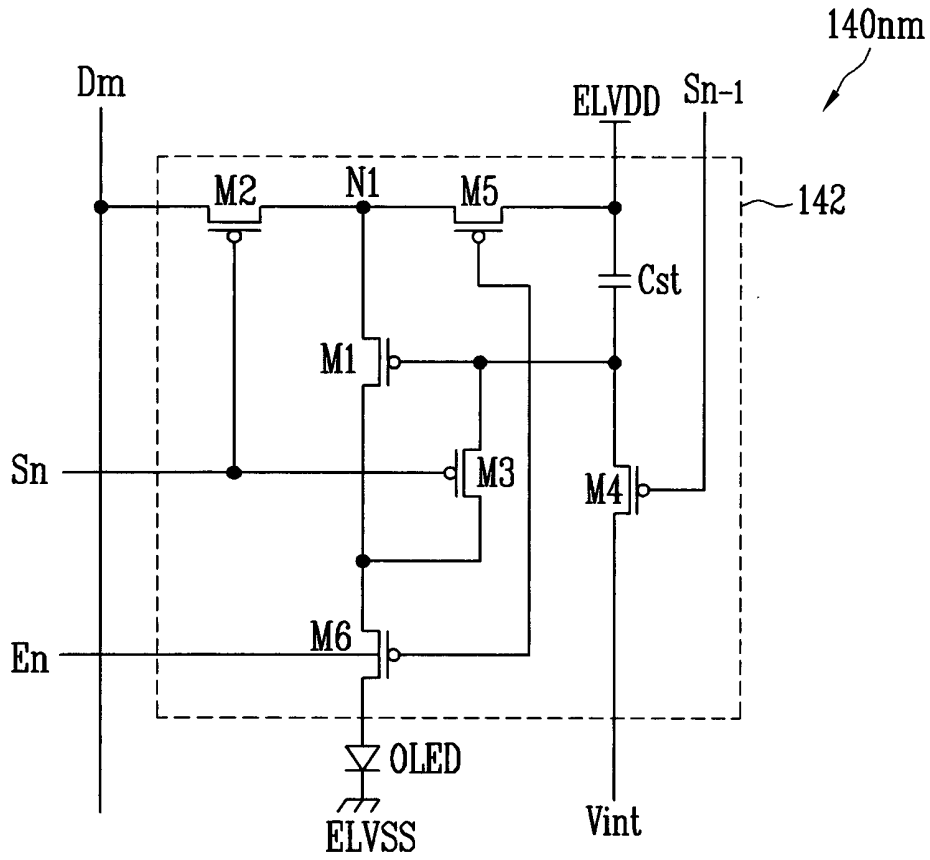 140nm
Dm
ELVDD
Sn-1
M2
N1
M5
142
Cst
M1
Sn
M3
M4
M6
En
OLED
ELVSS
Vint